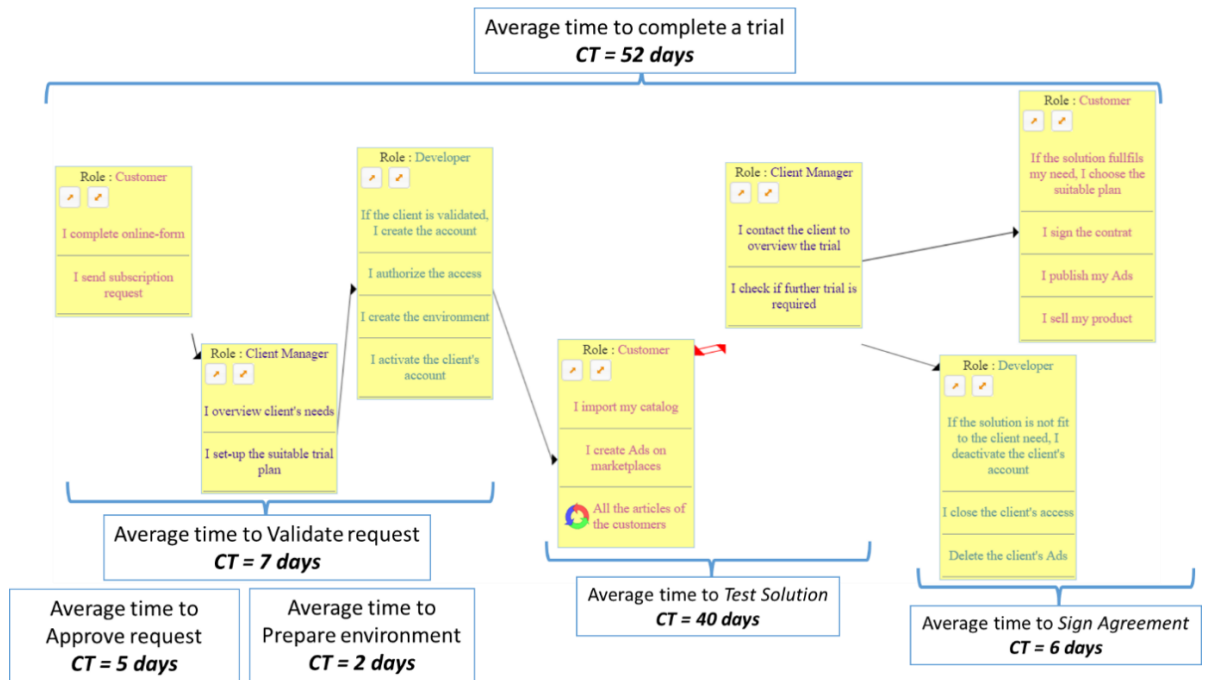 Average time to complete a trial
CT = 52 days
Role : Customer
I complete online-form
I send subscription
request
Role : Client Manager
I overview client's needs
I set-up the suitable trial
plan
Role : Developer
If the client is validated,
I create the account
I authorize the access
I create the environment
I activate the client's
account
Role : Customer
I import my catalog
I create Ads on
marketplaces
All the articles of
the customers
Role : Client Manager
I contact the client to
overview the trial
I check if further trial is
required
Role : Customer
If the solution fullfils
my need, I choose the
suitable plan
I sign the contrat
I publish my Ads
I sell my product
Role : Developer
If the solution is not fit
to the client need, I
deactivate the client's
account
I close the client's access
Delete the client's Ads
Average time to Validate request
CT = 7 days
Average time to
Approve request
CT = 5 days
Average time to
Prepare environment
CT = 2 days
Average time to Test Solution
CT = 40 days
Average time to Sign Agreement
CT = 6 days